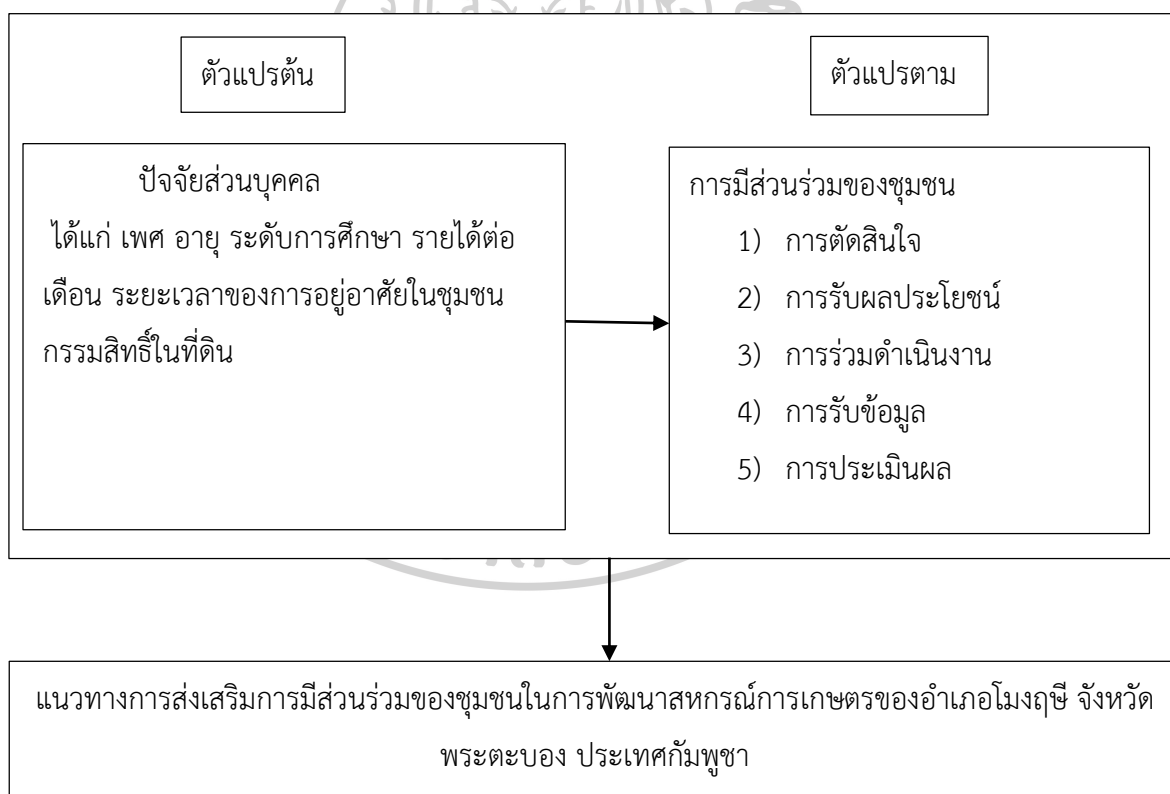 ตัวแปรต้น
ตัวแปรตาม
ปัจจัยส่วนบุคคล
ได้แก่ เพศ อายุ ระดับการศึกษา รายได้ต่อ
เดือน ระยะเวลาของการอยู่อาศัยในชุมชน
กรรมสิทธิ์ในที่ดิน
การมีส่วนร่วมของชุมชน
1) การตัดสินใจ
2) การรับผลประโยชน์
3) การร่วมดำเนินงาน
4) การรับข้อมูล
5) การประเมินผล
แนวทางการส่งเสริมการมีส่วนร่วมของชุมชนในการพัฒนาสหกรณ์การเกษตรของอำเภอโมงฤษี จังหวัด
พระตะบอง ประเทศกัมพูชา